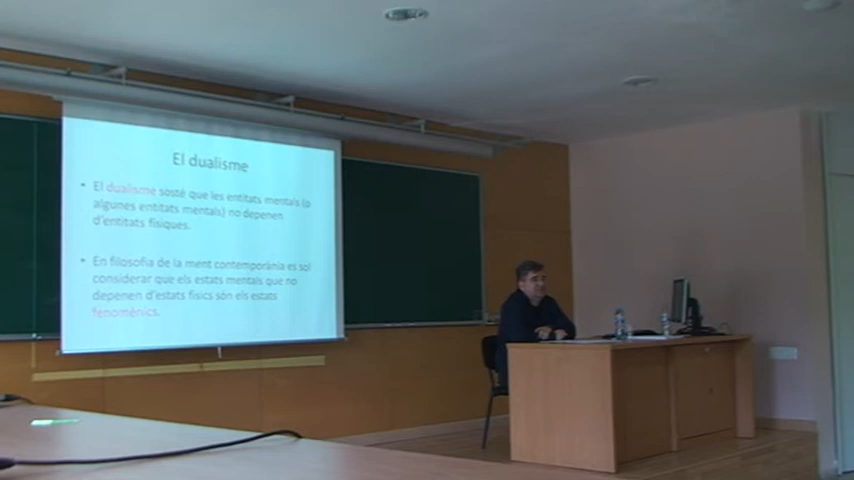 El dualisme
• El dualisme sosté que les entitats mentals (o
algunes entitats mentals) no depenen
d'entitats físiques.
• En filosofia de la ment contemporània es sol
considerar que els estats mentals que no
depenen d'estats físics són els estats
fenomènics.